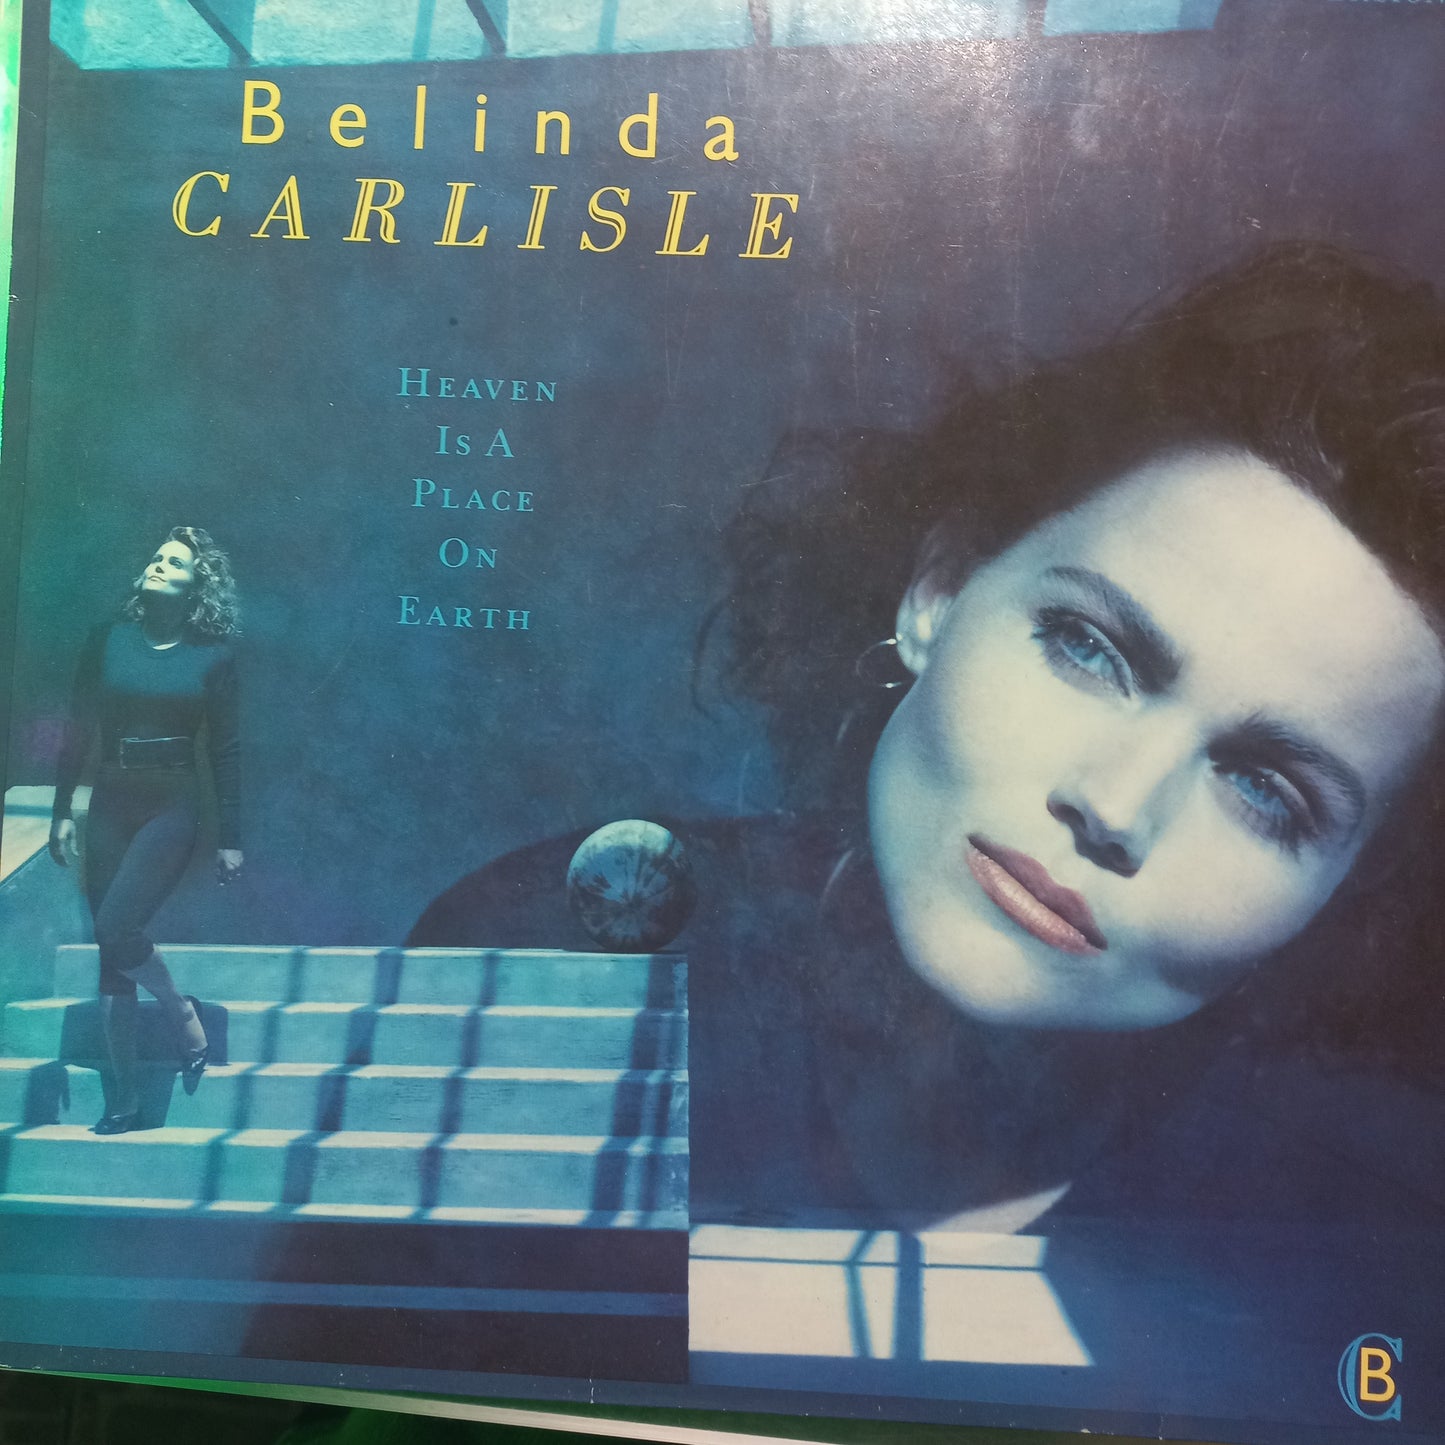 Belinda
CARLISLE
HEAVEN
IS A
PLACE
ON
EARTH
CB